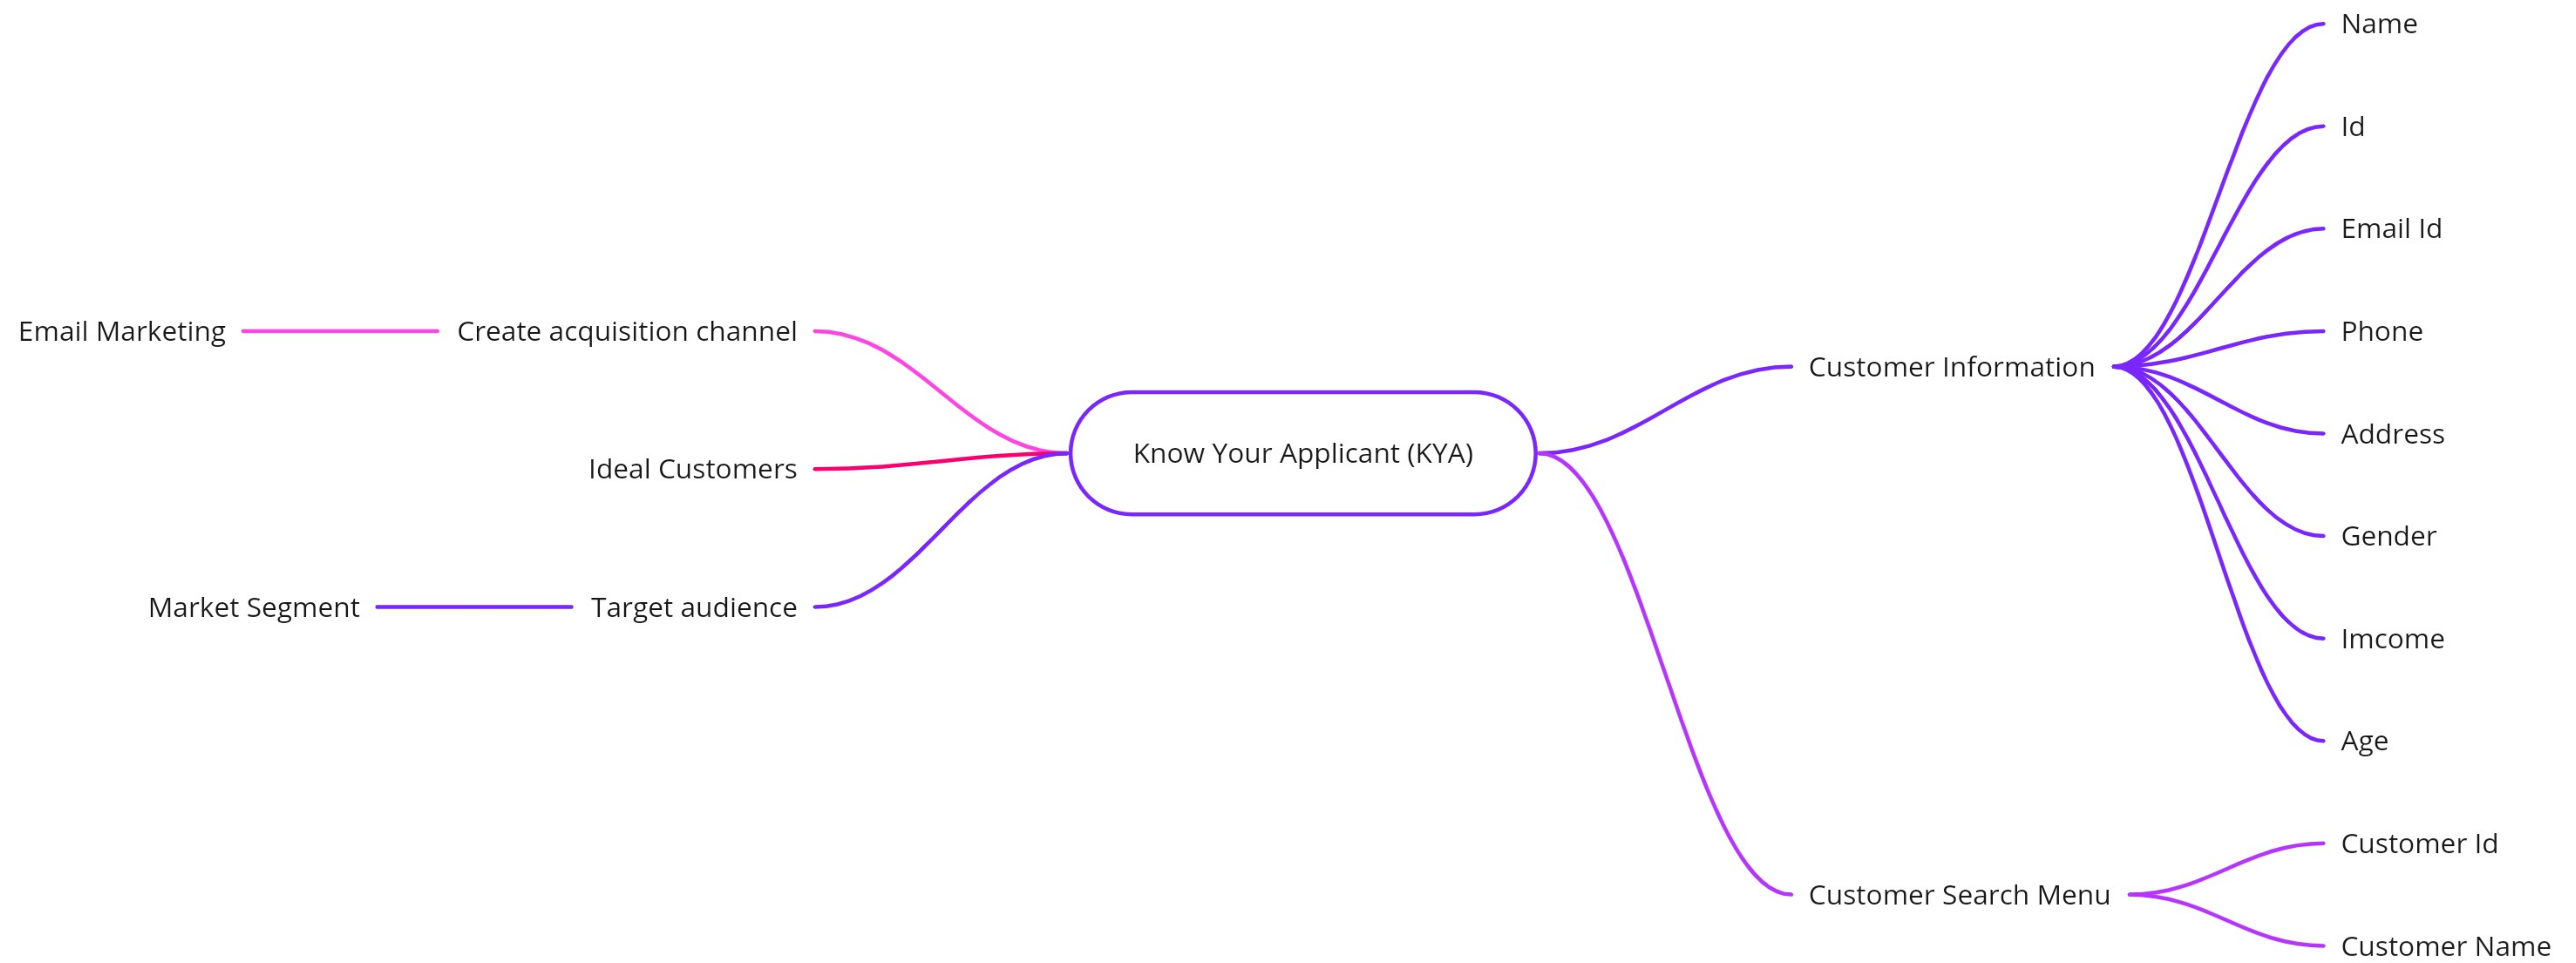 Email Marketing
Create acquisition channel
Ideal Customers
Market Segment
Target audience
Know Your Applicant (KYA)
Customer Information
Name
Id
Email Id
Phone
Address
Gender
Imcome
Age
Customer Search Menu
Customer Id
Customer Name